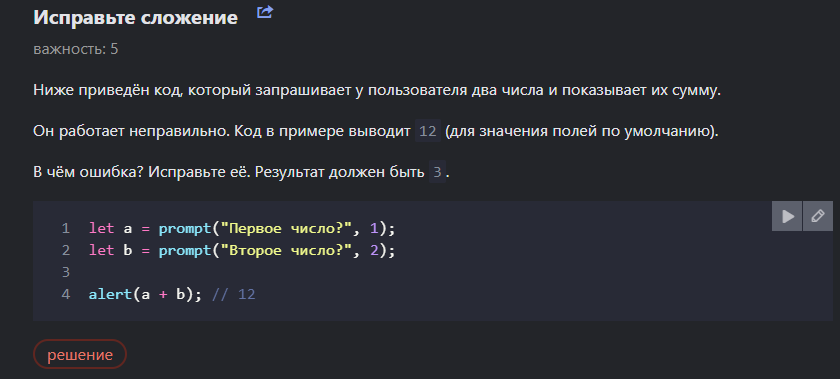 Исправьте сложение
важность: 5
Ниже приведён код, который запрашивает у пользователя два числа и показывает их сумму.
Он работает неправильно. Код в примере выводит 12 (для значения полей по умолчанию).
В чём ошибка? Исправьте её. Результат должен быть 3.
1 let a = prompt("Первое число?", 1);
2 let b = prompt("Второе число?", 2);
3
4 alert(a + b); // 12
решение